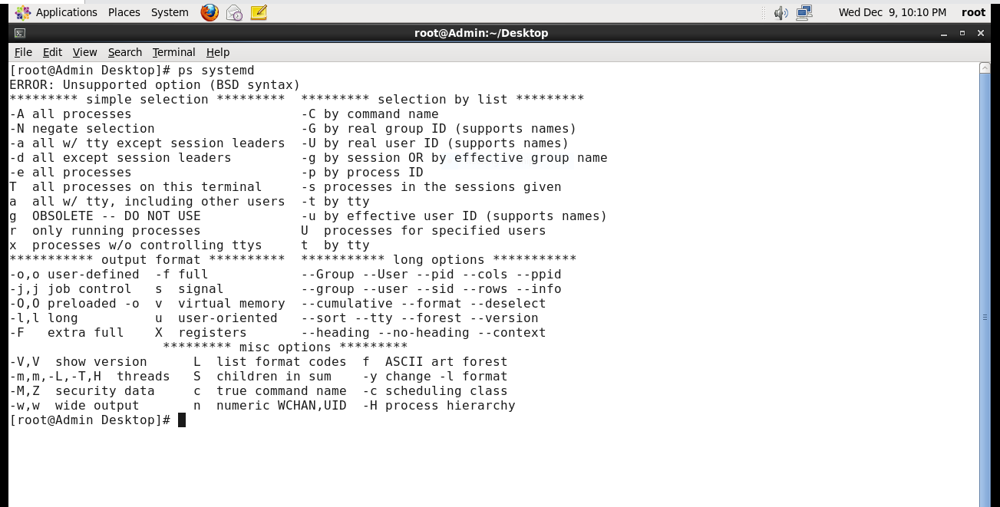 Applications Places System Wed Dec 9, 10:10 PM root
root@Admin:~/Desktop
File Edit View Search Terminal Help
[root@Admin Desktop]# ps systemd
ERROR: Unsupported option (BSD syntax)
********* simple selection *********  ********* selection by list *********
-A all processes                      -C by command name
-N negate selection                   -G by real group ID (supports names)
-a all w/ tty except session leaders  -U by real user ID (supports names)
-d all except session leaders         -g by session OR by effective group name
-e all processes                      -p by process ID
T  all processes on this terminal     -s processes in the sessions given
a  all w/ tty, including other users  -t by tty
g  OBSOLETE -- DO NOT USE             -u by effective user ID (supports names)
r  only running processes             U  processes for specified users
x  processes w/o controlling ttys     t  by tty
*********** output format **********  *********** long options ***********
-o,o user-defined  -f full            --Group --User --pid --cols --ppid
-j,j job control   s  signal          --group --user --sid --rows --info
-O,O preloaded -o  v  virtual memory  --cumulative --format --deselect
-l,l long          u  user-oriented   --sort --tty --forest --version
-F   extra full    X  registers       --heading --no-heading --context
                    ********* misc options *********
-V,V  show version      L  list format codes  f  ASCII art forest
-m,m,-L,-T,H  threads   S  children in sum    -y change -l format
-M,Z  security data     c  true command name  -c scheduling class
-w,w  wide output       n  numeric WCHAN,UID  -H process hierarchy
[root@Admin Desktop]#